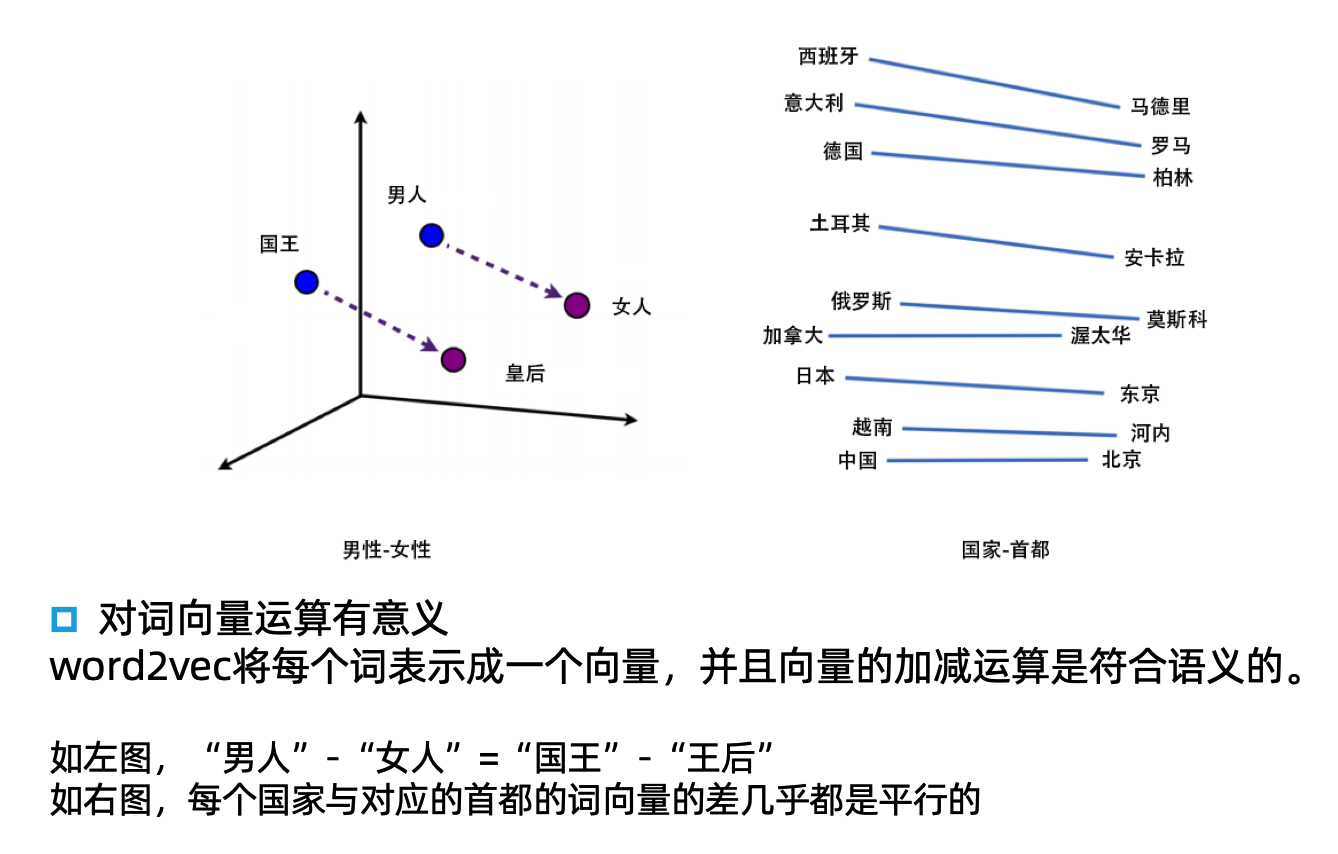 男人
国王
女人
皇后
男性-女性
西班牙 马德里
意大利 罗马
德国 柏林
土耳其 安卡拉
俄罗斯 莫斯科
加拿大 渥太华
日本 东京
越南 河内
中国 北京
国家-首都
对词向量运算有意义
word2vec将每个词表示成一个向量，并且向量的加减运算是符合语义的。
如左图， “男人” - “女人” = “国王” - “王后”
如右图，每个国家与对应的首都的词向量的差几乎都是平行的